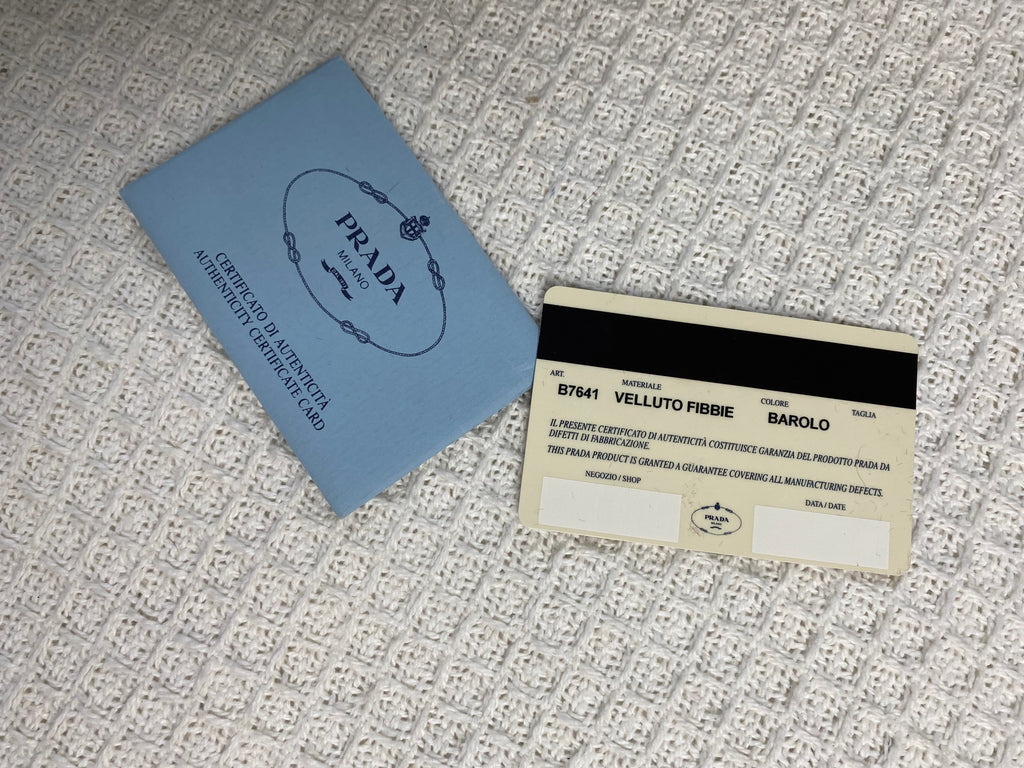 PRADA
MILANO
CERTIFICATO DI AUTENTICITÀ
AUTHENTICITY CERTIFICATE CARD
ART. MATERIALE COLORE TAGLIA
B7641 VELLUTO FIBBIE BAROLO
IL PRESENTE CERTIFICATO DI AUTENTICITÀ COSTITUISCE GARANZIA DEL PRODOTTO PRADA DA
DIFETTI DI FABBRICAZIONE.
THIS PRADA PRODUCT IS GRANTED A GUARANTEE COVERING ALL MANUFACTURING DEFECTS.
NEGOZIO / SHOP
DATA / DATE
PRADA
MILANO